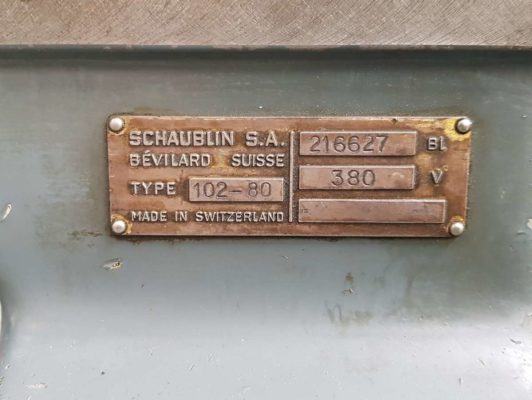 SCHAUBLIN S.A.
BÉVILARD SUISSE
TYPE 102-80
MADE IN SWITZERLAND
216627 BL
380 V